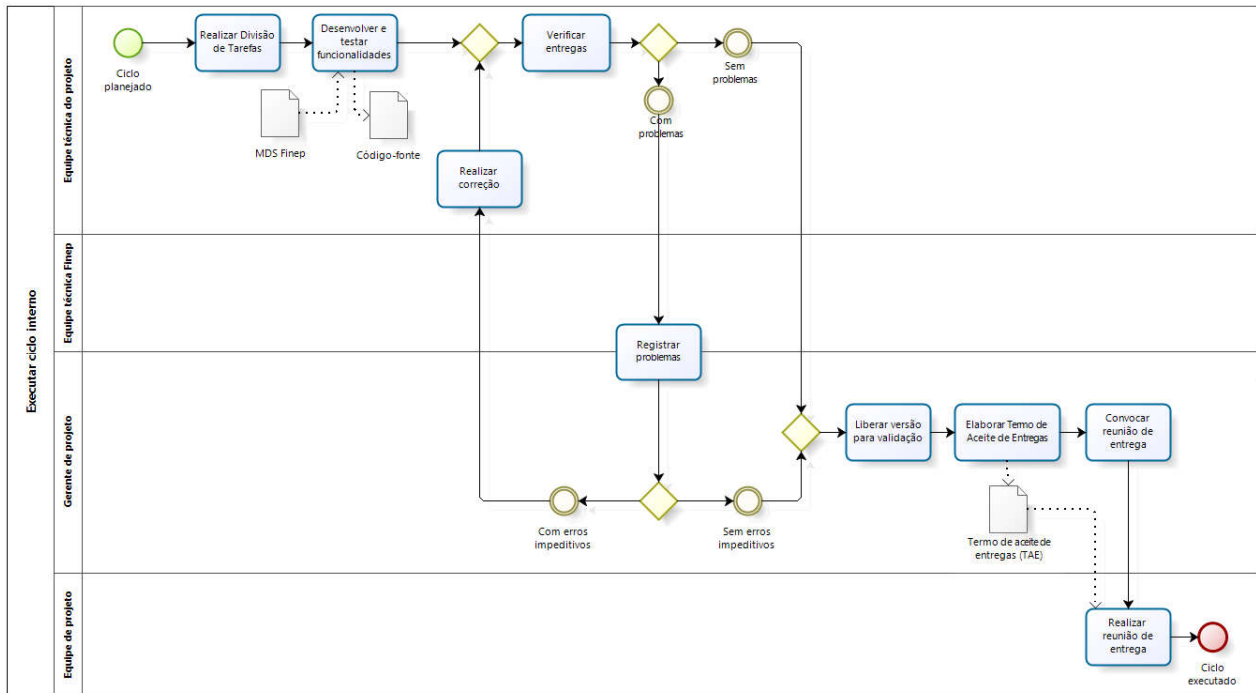 Executar ciclo interno
Equipe técnica do projeto
Ciclo
planejado
Realizar Divisão
de Tarefas
Desenvolver e
testar
funcionalidades
MDS Finep
Código-fonte
Verificar
entregas
Sem
problemas
Com
problemas
Realizar
correção
Equipe técnica Finep
Registrar
problemas
Gerente de projeto
Com erros
impeditivos
Sem erros
impeditivos
Liberar versão
para validação
Elaborar Termo de
Aceite de Entregas
Convocar
reunião de
entrega
Termo de aceite de
entregas (TAE)
Equipe de projeto
Realizar
reunião de
entrega
Ciclo
executado